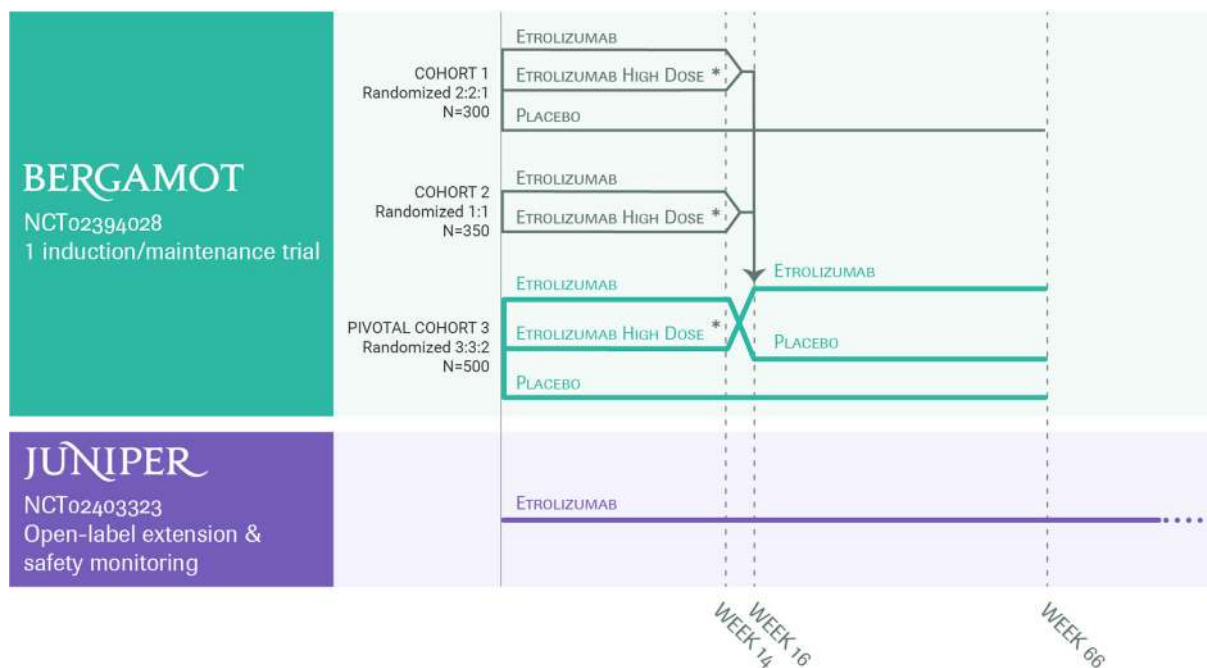 BERGAMOT
NCT02394028
1 induction/maintenance trial
COHORT 1
Randomized 2:2:1
N=300
ETROLIZUMAB
ETROLIZUMAB HIGH DOSE *
PLACEBO
COHORT 2
Randomized 1:1
N=350
ETROLIZUMAB
ETROLIZUMAB HIGH DOSE *
PIVOTAL COHORT 3
Randomized 3:3:2
N=500
ETROLIZUMAB
ETROLIZUMAB HIGH DOSE *
PLACEBO
ETROLIZUMAB
PLACEBO
JUNIPER
NCT02403323
Open-label extension &
safety monitoring
ETROLIZUMAB
WEEK 14
WEEK 16
WEEK 66